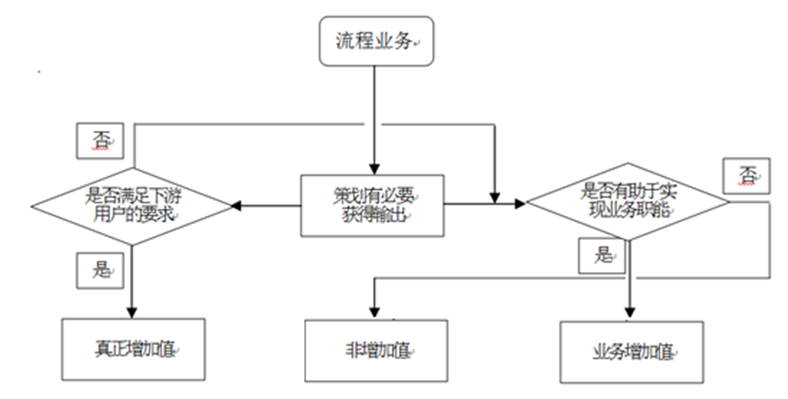 流程业务
否
是否满足下游
用户的要求
策划有必要
获得输出
是否有助于实
现业务职能
否
是
是
真正增加值
非增加值
业务增加值